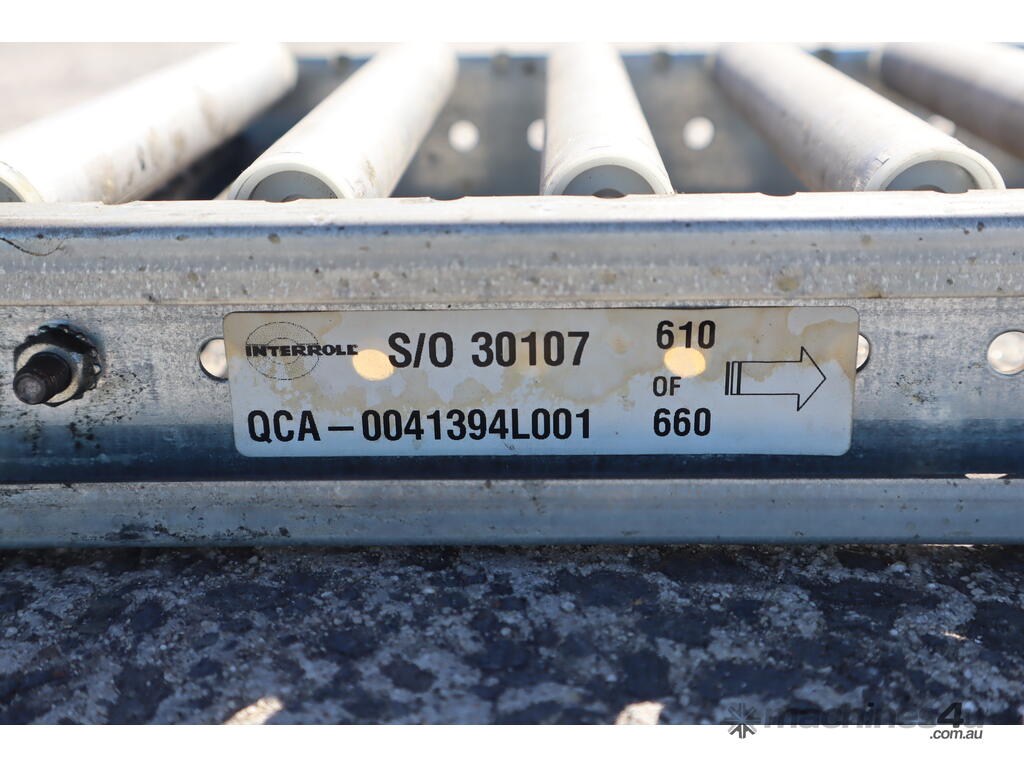 INTERROLL S/O 30107 610
OF
QCA-0041394L001 660
machines4u
.com.au